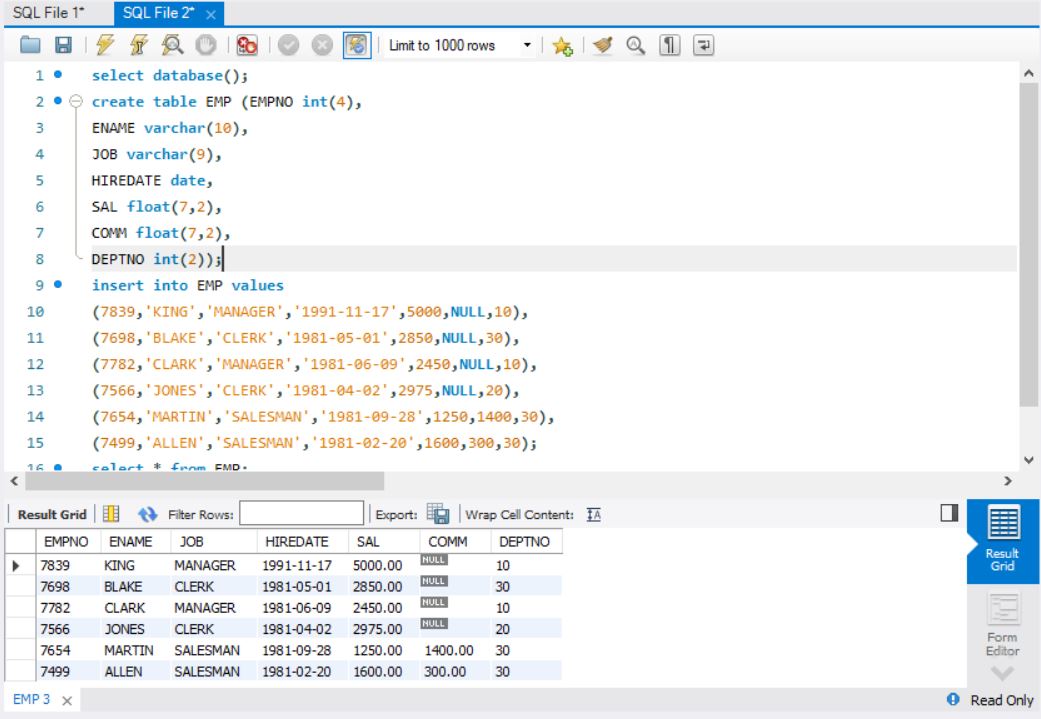 SQL File 1* SQL File 2* ×
Limit to 1000 rows
1 select database();
2 create table EMP (EMPNO int(4),
3 ENAME varchar(10),
4 JOB varchar(9),
5 HIREDATE date,
6 SAL float(7,2),
7 COMM float(7,2),
8 DEPTNO int(2));
9 insert into EMP values
10 (7839,'KING','MANAGER','1991-11-17',5000,NULL,10),
11 (7698,'BLAKE','CLERK','1981-05-01',2850,NULL,30),
12 (7782,'CLARK','MANAGER','1981-06-09',2450,NULL,10),
13 (7566,'JONES','CLERK','1981-04-02',2975,NULL,20),
14 (7654,'MARTIN','SALESMAN','1981-09-28',1250,1400,30),
15 (7499,'ALLEN','SALESMAN','1981-02-20',1600,300,30);
16 select * from EMP;
Result Grid Filter Rows: Export: Wrap Cell Content: IA
EMPNO ENAME JOB HIREDATE SAL COMM DEPTNO
7839 KING MANAGER 1991-11-17 5000.00 NULL 10
7698 BLAKE CLERK 1981-05-01 2850.00 NULL 30
7782 CLARK MANAGER 1981-06-09 2450.00 NULL 10
7566 JONES CLERK 1981-04-02 2975.00 NULL 20
7654 MARTIN SALESMAN 1981-09-28 1250.00 1400.00 30
7499 ALLEN SALESMAN 1981-02-20 1600.00 300.00 30
Result
Grid
Form
Editor
EMP 3 × Read Only